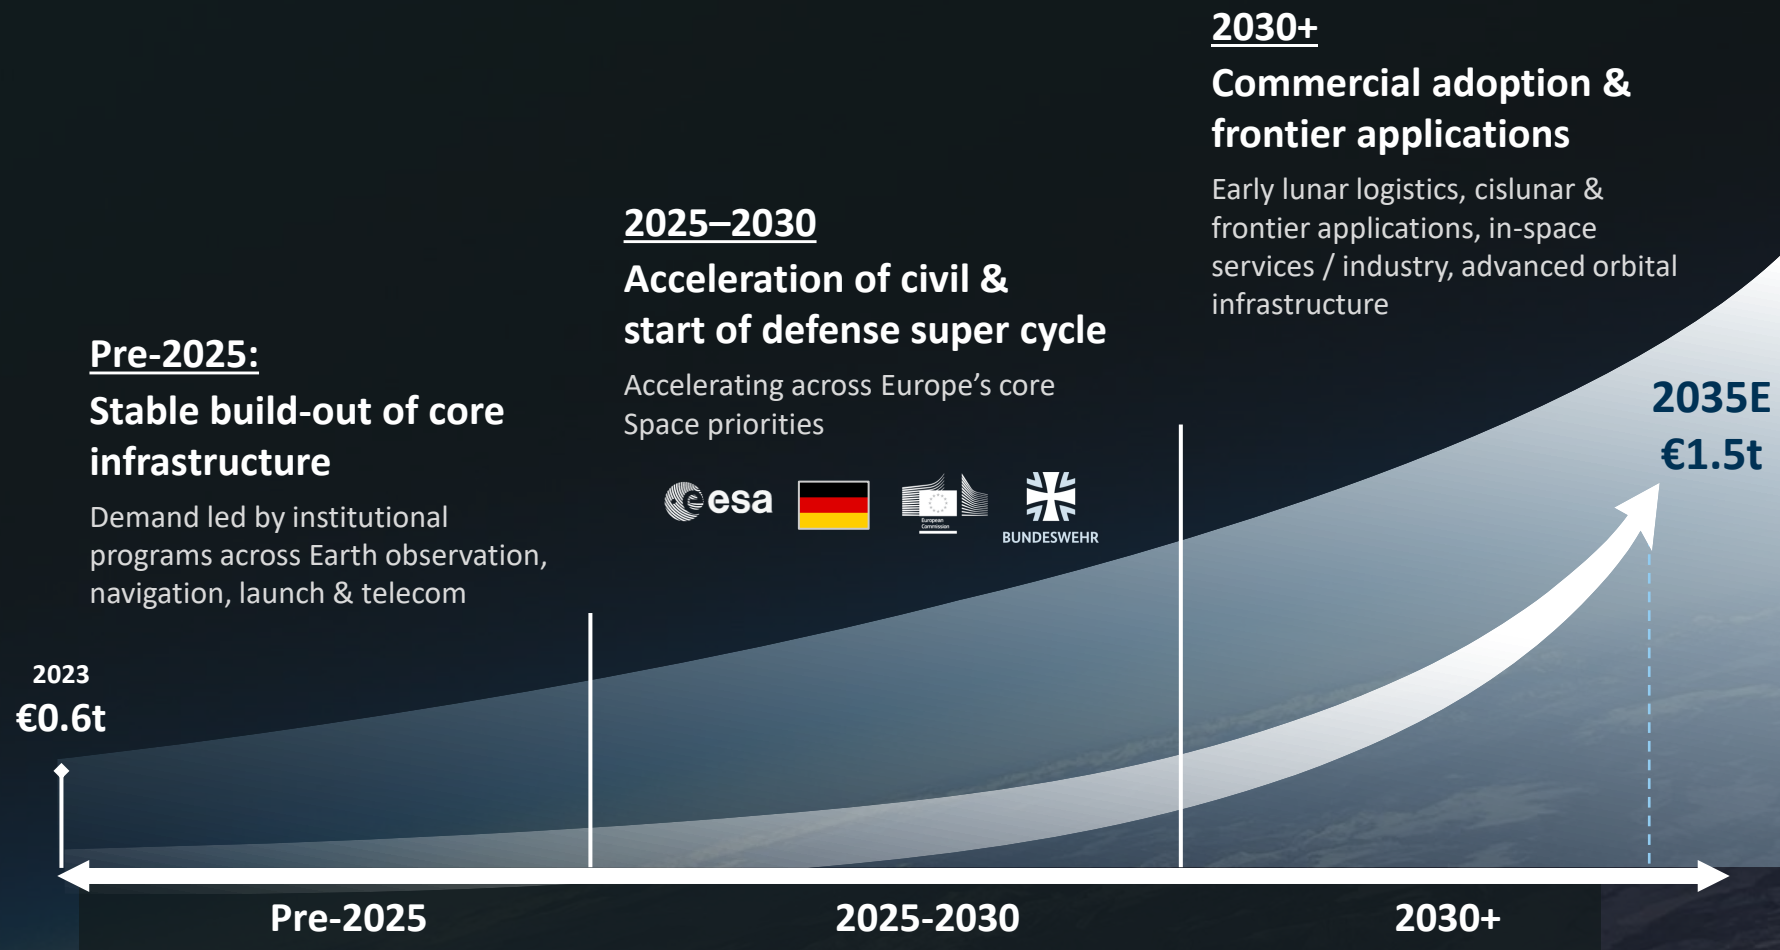 2030+
Commercial adoption &
frontier applications
Early lunar logistics, cislunar &
frontier applications, in-space
services / industry, advanced orbital
infrastructure
2025–2030
Acceleration of civil &
start of defense super cycle
Accelerating across Europe’s core
Space priorities
esa
European
Commission
BUNDESWEHR
Pre-2025:
Stable build-out of core
infrastructure
Demand led by institutional
programs across Earth observation,
navigation, launch & telecom
2023
€0.6t
2035E
€1.5t
Pre-2025
2025-2030
2030+